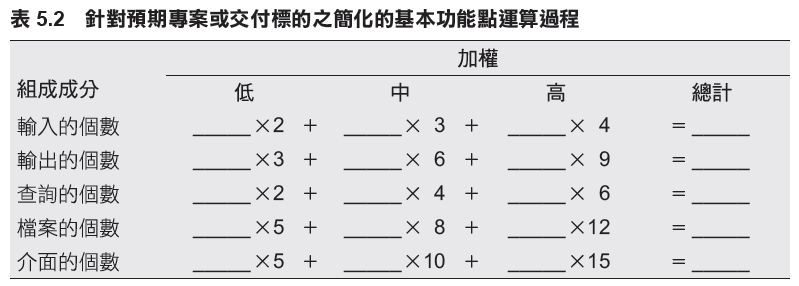 表 5.2 針對預期專案或交付標的之簡化的基本功能點運算過程
加權
組成成分 低 中 高 總計
輸入的個數 _____×2 + _____× 3 + _____× 4 =_____
輸出的個數 _____×3 + _____× 6 + _____× 9 =_____
查詢的個數 _____×2 + _____× 4 + _____× 6 =_____
檔案的個數 _____×5 + _____× 8 + _____×12 =_____
介面的個數 _____×5 + _____×10 + _____×15 =_____